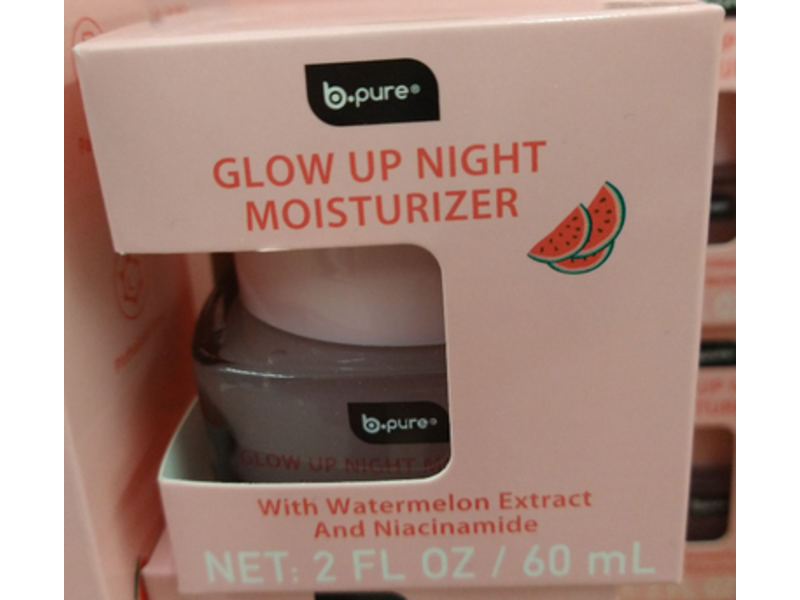 b.pure®
GLOW UP NIGHT
MOISTURIZER
b.pure®
GLOW UP NIGHT
With Watermelon Extract
And Niacinamide
NET: 2 FL OZ / 60 mL